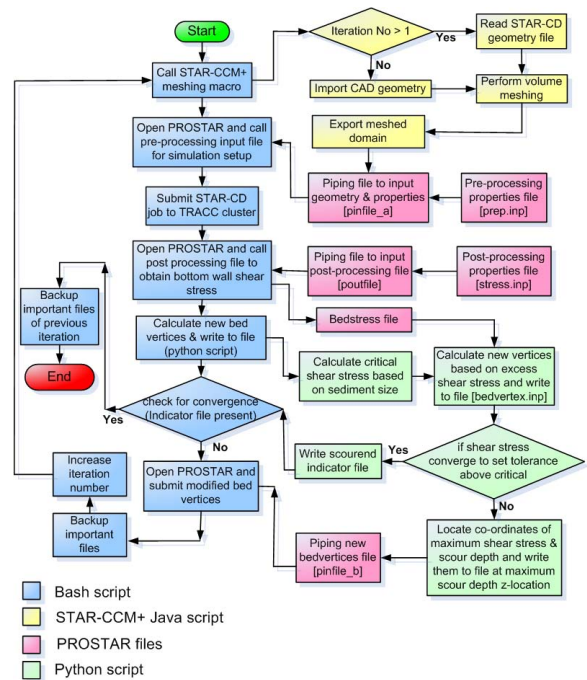 Start
Iteration No > 1
Yes
Read STAR-CD
geometry file
Call STAR-CCM+
meshing macro
No
Import CAD geometry
Perform volume
meshing
Open PROSTAR and call
pre-processing input file
for simulation setup
Export meshed
domain
Submit STAR-CD
job to TRACC cluster
Piping file to input
geometry & properties
[pinfile_a]
Pre-processing
properties file
[prep.inp]
Open PROSTAR and call
post processing file to
obtain bottom wall shear
stress
Piping file to input
post-processing file
[poutfile]
Post-processing
properties file
[stress.inp]
Backup
important files
of previous
iteration
Bedstress file
Calculate new bed
vertices & write to file
(python script)
Calculate critical
shear stress based
on sediment size
Calculate new vertices
based on excess shear
stress and write
to file [bedvertex.inp]
End
check for convergence
(Indicator file present)
Yes
No
Write scourend
indicator file
Yes
if shear stress
converge to set tolerance
above critical
No
Increase
iteration
number
Open PROSTAR and
submit modified bed
vertices
Backup
important
files
Piping new
bedvertices file
[pinfile_b]
Locate co-ordinates of
maximum shear stress &
scour depth and write
them to file at maximum
scour depth z-location
Bash script
STAR-CCM+ Java script
PROSTAR files
Python script